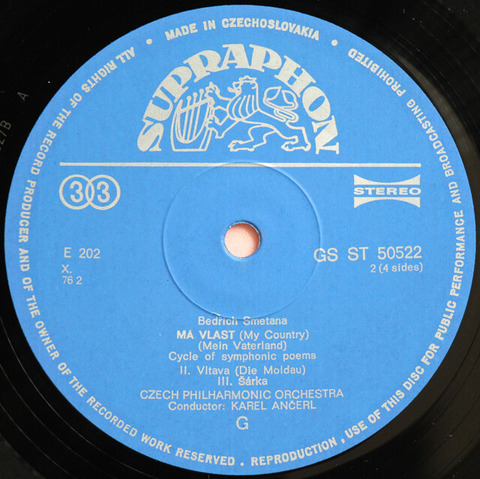 MADE IN CZECHOSLOVAKIA
ALL RIGHTS OF THE RECORD PRODUCER AND OF THE OWNER OF THE RECORDED WORK RESERVED . REPRODUCTION , USE OF THIS DISC FOR PUBLIC PERFORMANCE AND BROADCASTING PROHIBITED
SUPRAPHON
33
STEREO
E 202
GS ST 50522
X.
2 (4 sides)
76 2
Bedřich Smetana
MÁ VLAST (My Country)
(Mein Vaterland)
Cycle of symphonic poems
II. Vltava (Die Moldau)
III. Šárka
CZECH PHILHARMONIC ORCHESTRA
Conductor: KAREL ANČERL
G